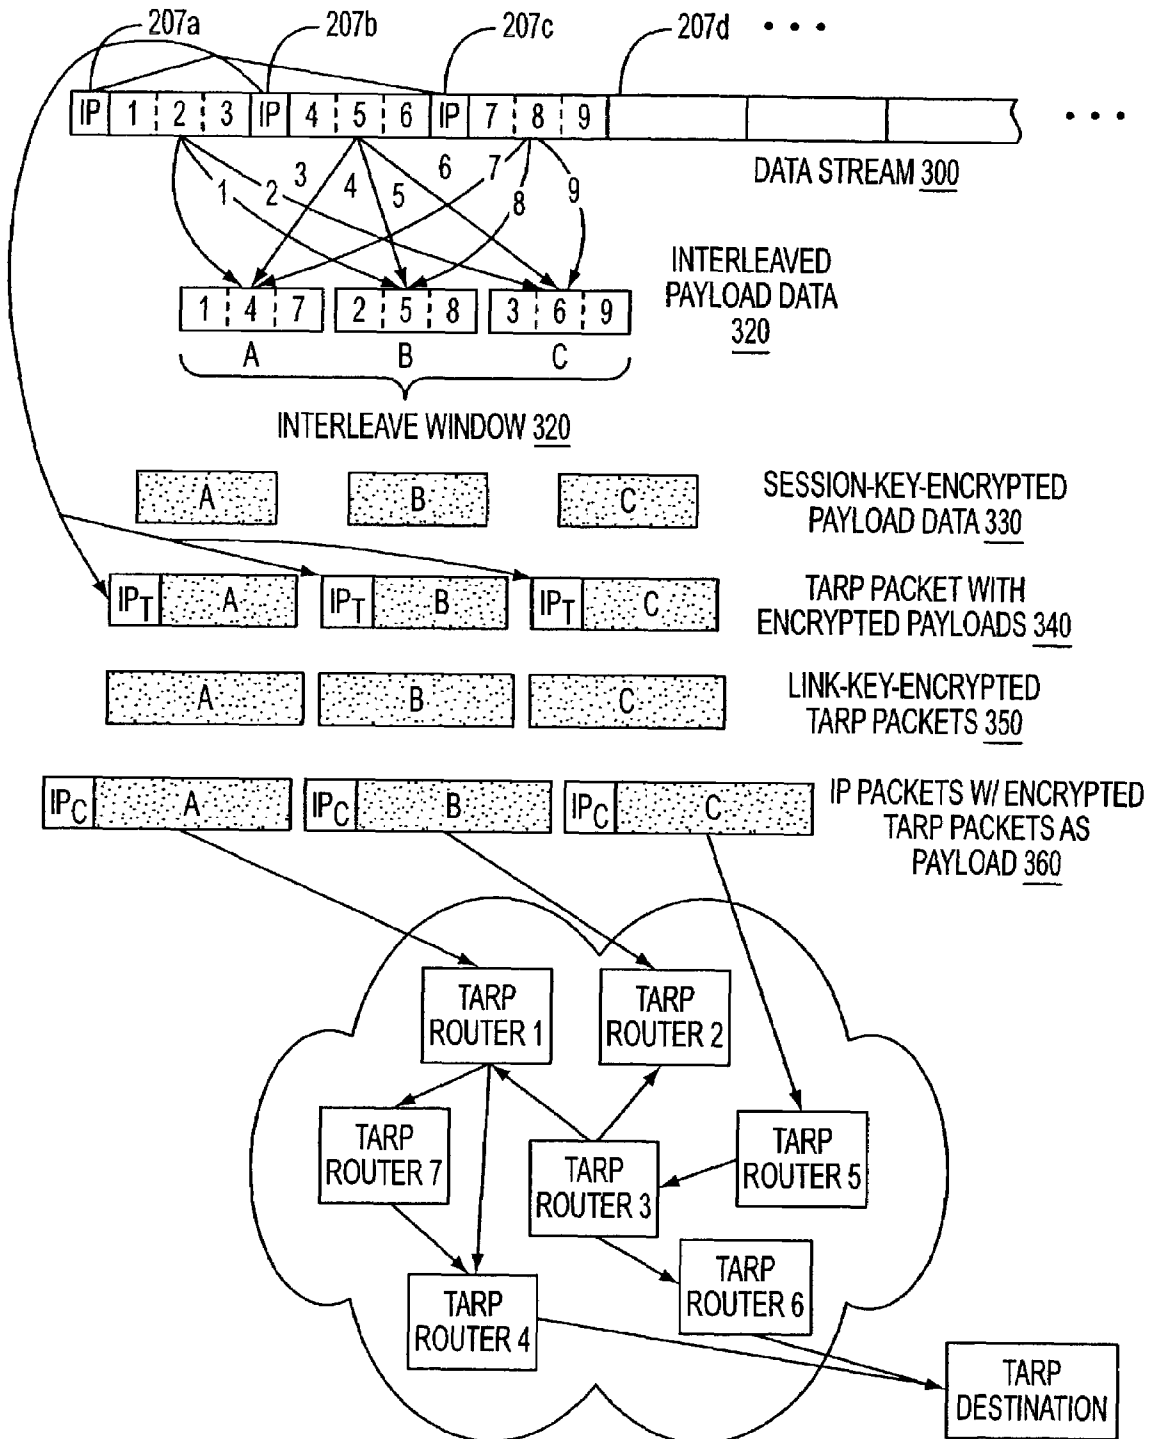 207a 207b 207c 207d • • •
IP 1 2 3 IP 4 5 6 IP 7 8 9 • • •
1 2 3 4 5 6 7 8 9
DATA STREAM 300
INTERLEAVED
PAYLOAD DATA
320
1 4 7 2 5 8 3 6 9
A B C
INTERLEAVE WINDOW 320
A B C
SESSION-KEY-ENCRYPTED
PAYLOAD DATA 330
IPT A IPT B IPT C
TARP PACKET WITH
ENCRYPTED PAYLOADS 340
A B C
LINK-KEY-ENCRYPTED
TARP PACKETS 350
IPC A IPC B IPC C
IP PACKETS W/ ENCRYPTED
TARP PACKETS AS
PAYLOAD 360
TARP
ROUTER 1
TARP
ROUTER 2
TARP
ROUTER 7
TARP
ROUTER 3
TARP
ROUTER 5
TARP
ROUTER 4
TARP
ROUTER 6
TARP
DESTINATION